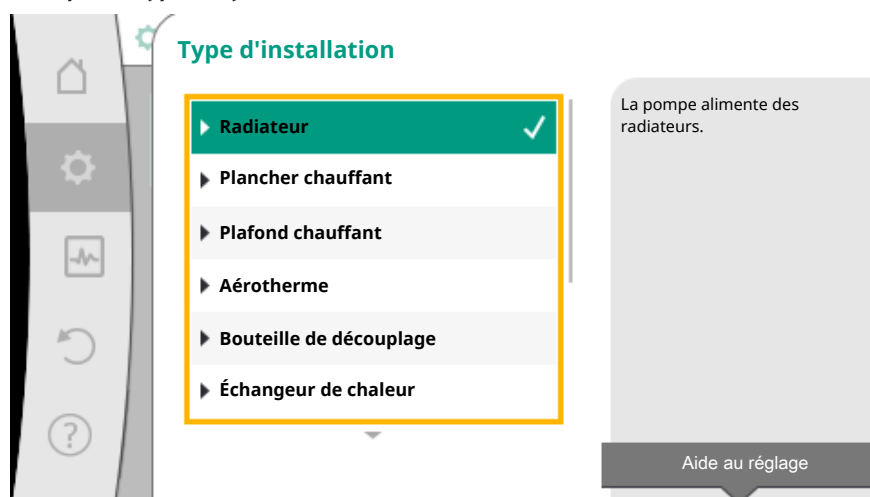 Type d'installation
Radiateur
Plancher chauffant
Plafond chauffant
Aérotherme
Bouteille de découplage
Échangeur de chaleur
La pompe alimente des
radiateurs.
Aide au réglage